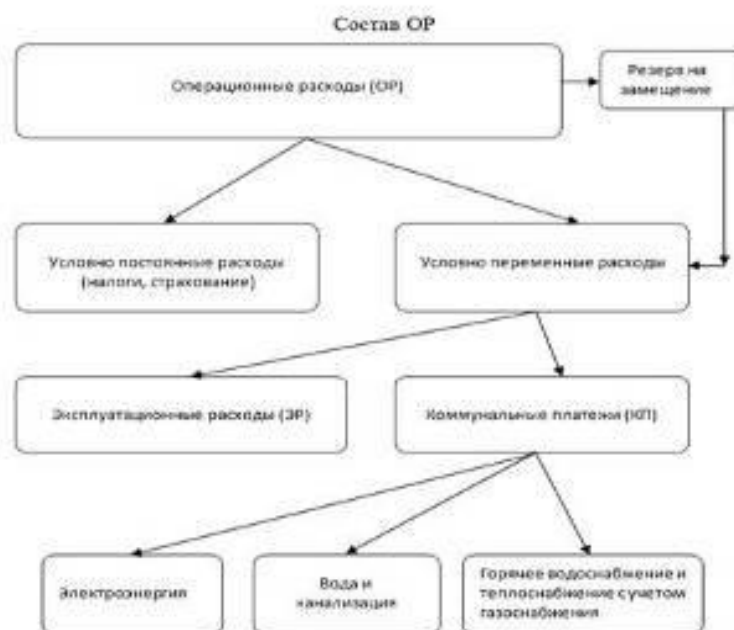 Состав ОР
Операционные расходы (ОР)
Резерв на
замещение
Условно постоянные расходы
(налоги, страхование)
Условно переменные расходы
Эксплуатационные расходы (ЭР)
Коммунальные платежи (КП)
Электроэнергия
Вода и
канализация
Горячее водоснабжение и
теплоснабжение с учетом
газоснабжения